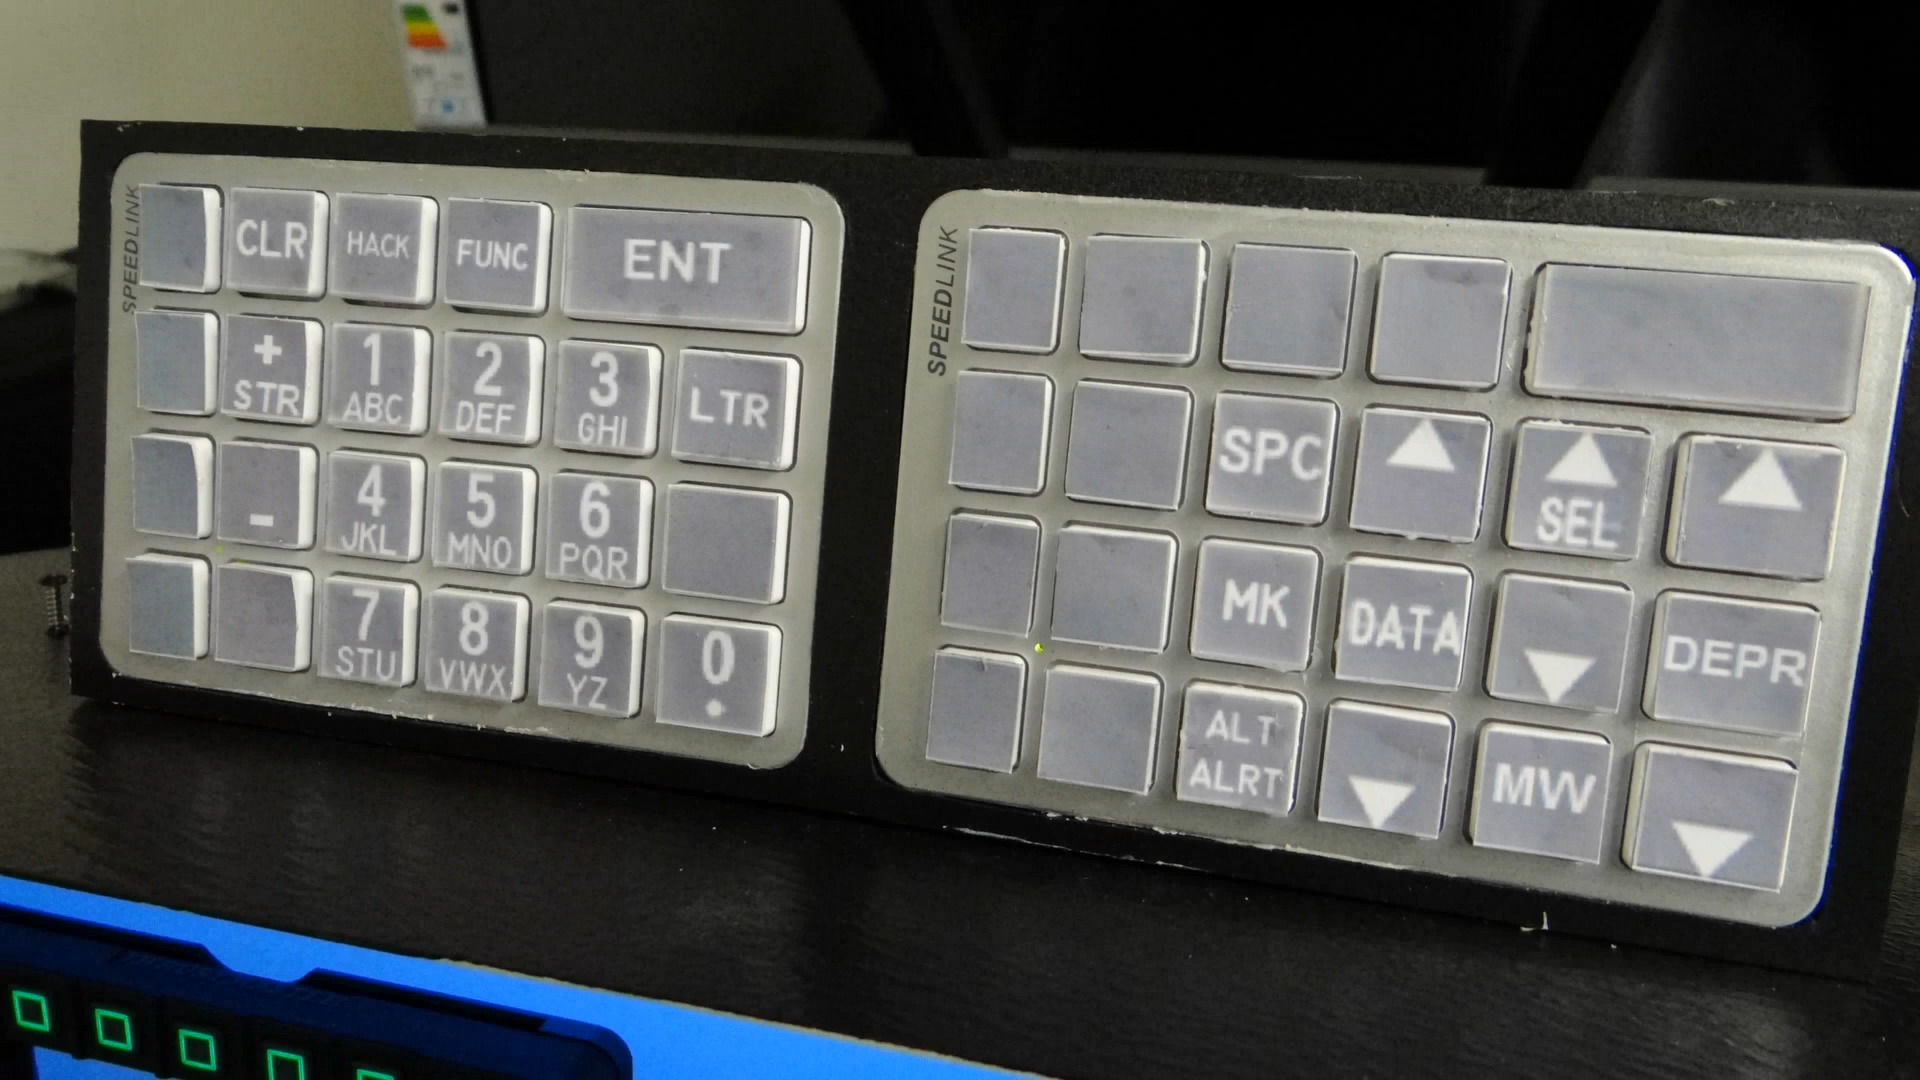 SPEEDLINK
CLR
HACK
FUNC
ENT
+
STR
1
ABC
2
DEF
3
GHI
LTR
-
4
JKL
5
MNO
6
PQR
7
STU
8
VWX
9
YZ
0
.
SPEEDLINK
SPC
SEL
MK
DATA
DEPR
ALT
ALRT
MW